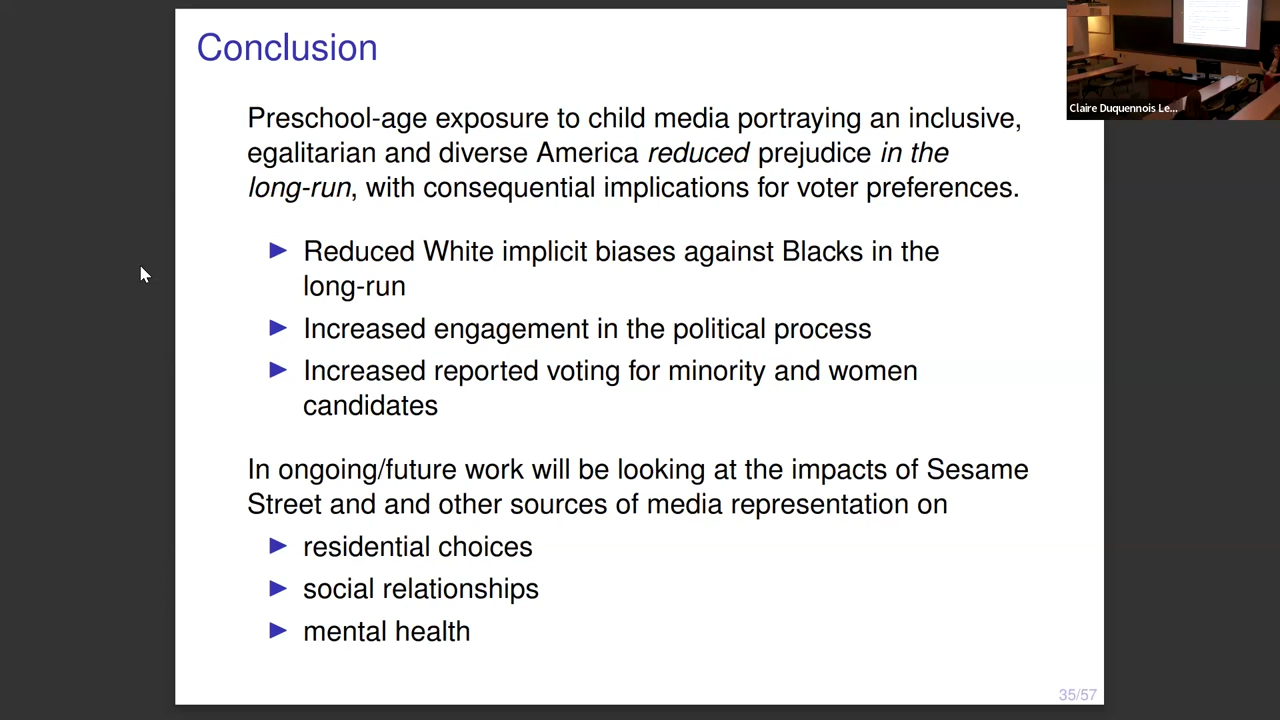 Conclusion
Claire Duquennois Le...
Preschool-age exposure to child media portraying an inclusive,
egalitarian and diverse America reduced prejudice in the
long-run, with consequential implications for voter preferences.
Reduced White implicit biases against Blacks in the
long-run
Increased engagement in the political process
Increased reported voting for minority and women
candidates
In ongoing/future work will be looking at the impacts of Sesame
Street and and other sources of media representation on
residential choices
social relationships
mental health
35/57